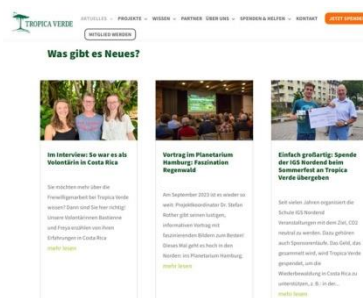 TROPICA VERDE
AKTUELLES PROJEKTE WISSEN PARTNER ÜBER UNS SPENDEN & HELFEN KONTAKT JETZT SPENDEN
MITGLIED WERDEN
Was gibt es Neues?
Im Interview: So war es als
Volontärin in Costa Rica
Sie möchten mehr über die
Freiwilligenarbeit bei Tropica Verde
wissen? Dann sind Sie hier richtig!
Unsere Volontärinnen Bastienne
und Freya erzählen von ihren
Erfahrungen in Costa Rica
mehr lesen
Vortrag im Planetarium
Hamburg: Faszination
Regenwald
Am September 2023 ist es wieder so
weit: Projektkoordinator Dr. Stefan
Rother gibt seinen lustigen,
informativen Vortrag mit
faszinierenden Bildern zum Besten!
Dieses Mal geht es hoch in den
Norden: ins Planetarium Hamburg.
mehr lesen
Einfach großartig: Spende
der IGS Nordend beim
Sommerfest an Tropica
Verde übergeben
Seit vielen Jahren organisiert die
Schule IGS Nordend
Veranstaltungen mit dem Ziel, CO2
neutral zu werden. Dazu gehören
auch Sponsorenläufe. Das Geld, das
gesammelt wird, wird Tropica Verde
gespendet, um die
Wiederbewaldung in Costa Rica zu
unterstützen, z. B.: in der...
mehr lesen